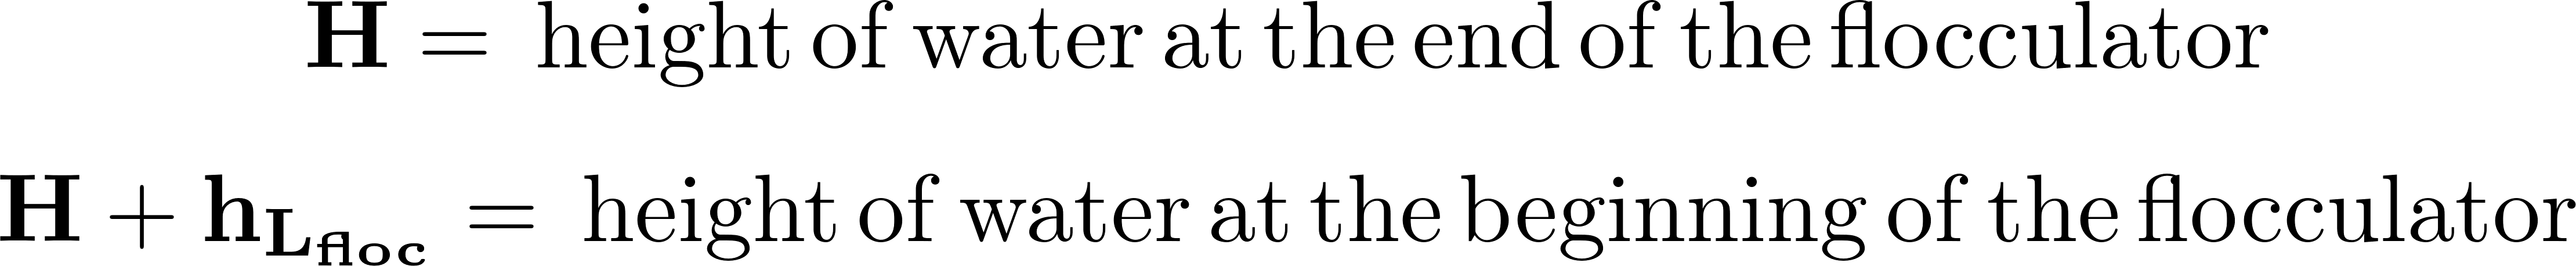 H = height of water at the end of the flocculator
H + h_{L_{floc}} = height of water at the beginning of the flocculator